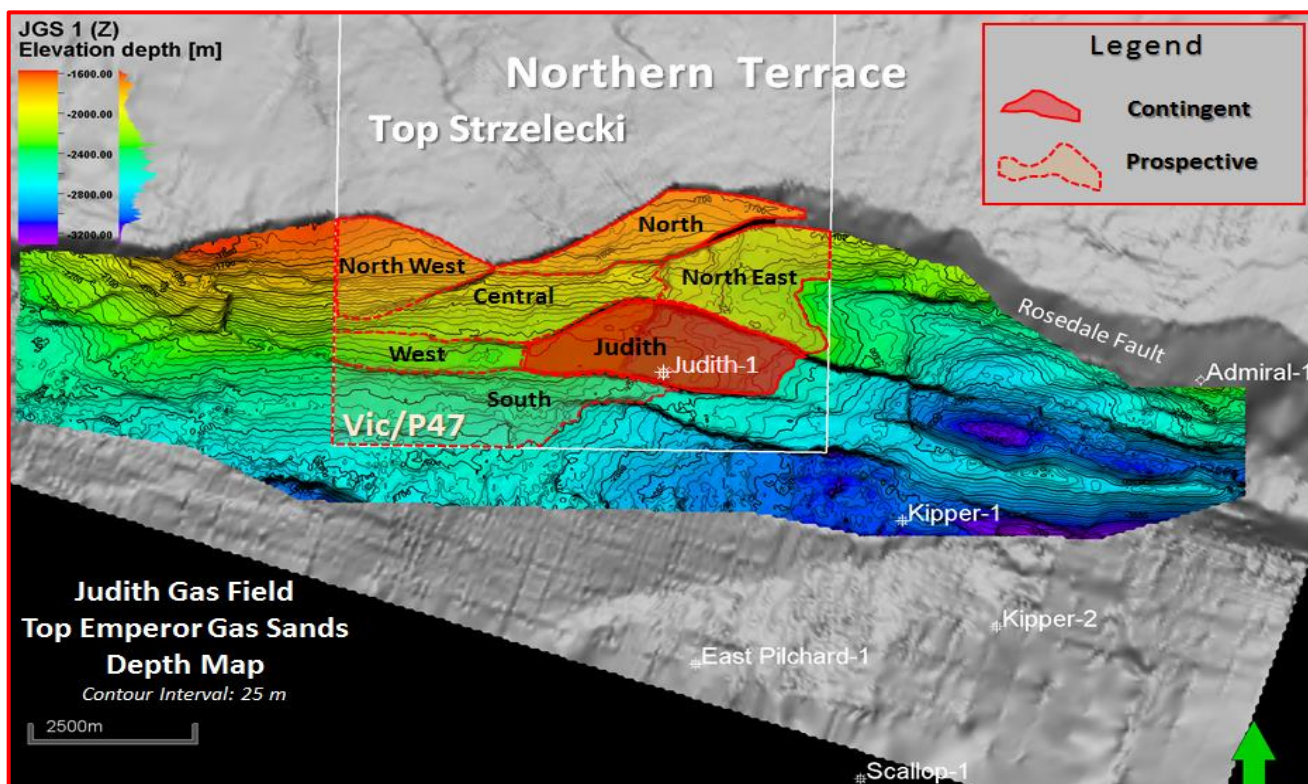 JGS 1 (Z)
Elevation depth [m]
-1600.00
-2000.00
-2400.00
-2800.00
-3200.00
Northern Terrace
Top Strzelecki
Legend
Contingent
Prospective
North
North West
North East
Central
West
Judith
Judith-1
South
Vic/P47
Rosedale Fault
Admiral-1
Kipper-1
Kipper-2
East Pilchard-1
Scallop-1
Judith Gas Field
Top Emperor Gas Sands
Depth Map
Contour Interval: 25 m
2500m